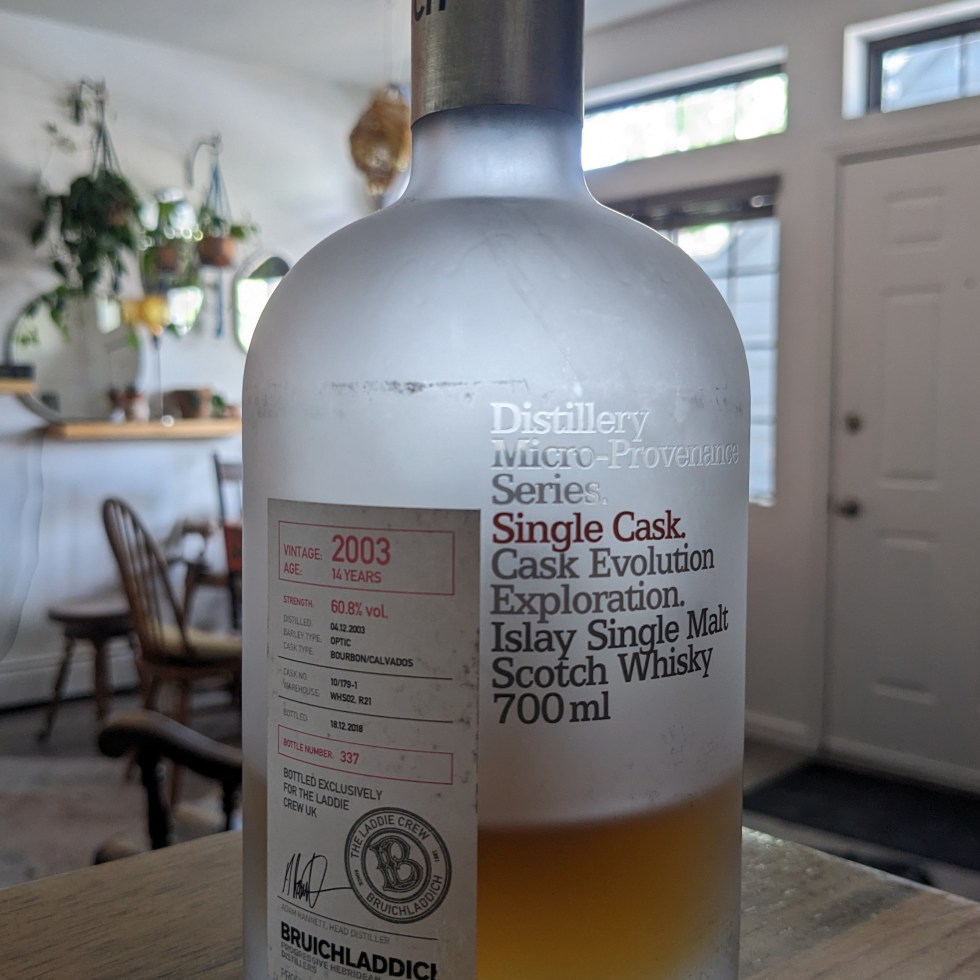 Distillery
Micro-Provenance
Series.
Single Cask.
Cask Evolution
Exploration.
Islay Single Malt
Scotch Whisky
700 ml
VINTAGE: 2003
AGE: 14 YEARS
STRENGTH: 60.8% vol.
DISTILLED: 04.12.2003
BARLEY TYPE: OPTIC
CASK TYPE: BOURBON/CALVADOS
CASK NO 10/179-1
WAREHOUSE: WHS02, R21
BOTTLED: 18.12.2018
BOTTLE NUMBER: 337
BOTTLED EXCLUSIVELY
FOR THE LADDIE
CREW UK
THE LADDIE CREW
B
BRUICHLADDICH
ADAM HANNETT, HEAD DISTILLER
BRUICHLADDICH
PROGRESSIVE HEBRIDEAN
DISTILLERS